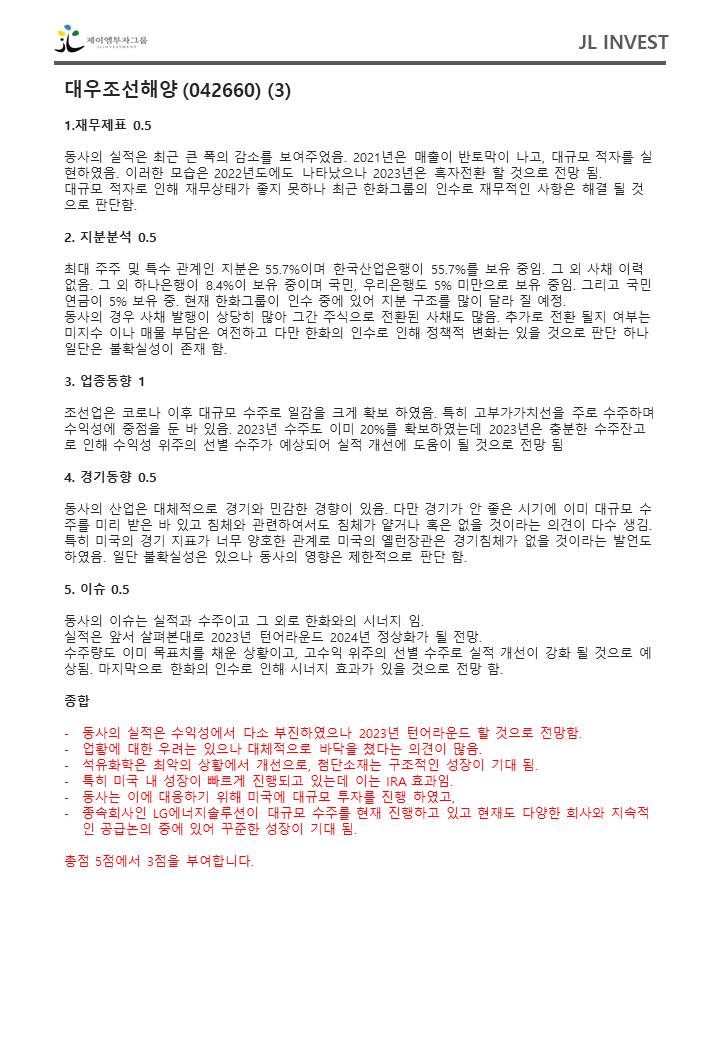 제이엘투자그룹
JLINVESTMENT
JL INVEST
대우조선해양 (042660) (3)
1.재무제표 0.5
동사의 실적은 최근 큰 폭의 감소를 보여주었음. 2021년은 매출이 반토막이 나고, 대규모 적자를 실
현하였음. 이러한 모습은 2022년도에도 나타났으나 2023년은 흑자전환 할 것으로 전망 됨.
대규모 적자로 인해 재무상태가 좋지 못하나 최근 한화그룹의 인수로 재무적인 사항은 해결 될 것
으로 판단함.
2. 지분분석 0.5
최대 주주 및 특수 관계인 지분은 55.7%이며 한국산업은행이 55.7%를 보유 중임. 그 외 사채 이력
없음. 그 외 하나은행이 8.4%이 보유 중이며 국민, 우리은행도 5% 미만으로 보유 중임. 그리고 국민
연금이 5% 보유 중. 현재 한화그룹이 인수 중에 있어 지분 구조를 많이 달라 질 예정.
동사의 경우 사채 발행이 상당히 많아 그간 주식으로 전환된 사채도 많음. 추가로 전환 될지 여부는
미지수 이나 매물 부담은 여전하고 다만 한화의 인수로 인해 정책적 변화는 있을 것으로 판단 하나
일단은 불확실성이 존재 함.
3. 업종동향 1
조선업은 코로나 이후 대규모 수주로 일감을 크게 확보 하였음. 특히 고부가가치선을 주로 수주하며
수익성에 중점을 둔 바 있음. 2023년 수주도 이미 20%를 확보하였는데 2023년은 충분한 수주잔고
로 인해 수익성 위주의 선별 수주가 예상되어 실적 개선에 도움이 될 것으로 전망 됨
4. 경기동향 0.5
동사의 산업은 대체적으로 경기와 민감한 경향이 있음. 다만 경기가 안 좋은 시기에 이미 대규모 수
주를 미리 받은 바 있고 침체와 관련하여서도 침체가 얕거나 혹은 없을 것이라는 의견이 다수 생김.
특히 미국의 경기 지표가 너무 양호한 관계로 미국의 옐런장관은 경기침체가 없을 것이라는 발언도
하였음. 일단 불확실성은 있으나 동사의 영향은 제한적으로 판단 함.
5. 이슈 0.5
동사의 이슈는 실적과 수주이고 그 외로 한화와의 시너지 임.
실적은 앞서 살펴본대로 2023년 턴어라운드 2024년 정상화가 될 전망.
수주량도 이미 목표치를 채운 상황이고, 고수익 위주의 선별 수주로 실적 개선이 강화 될 것으로 예
상됨. 마지막으로 한화의 인수로 인해 시너지 효과가 있을 것으로 전망 함.
종합
- 동사의 실적은 수익성에서 다소 부진하였으나 2023년 턴어라운드 할 것으로 전망함.
- 업황에 대한 우려는 있으나 대체적으로 바닥을 쳤다는 의견이 많음.
- 석유화학은 최악의 상황에서 개선으로, 첨단소재는 구조적인 성장이 기대 됨.
- 특히 미국 내 성장이 빠르게 진행되고 있는데 이는 IRA 효과임.
- 동사는 이에 대응하기 위해 미국에 대규모 투자를 진행 하였고,
- 종속회사인 LG에너지솔루션이 대규모 수주를 현재 진행하고 있고 현재도 다양한 회사와 지속적
인 공급논의 중에 있어 꾸준한 성장이 기대 됨.
총점 5점에서 3점을 부여합니다.